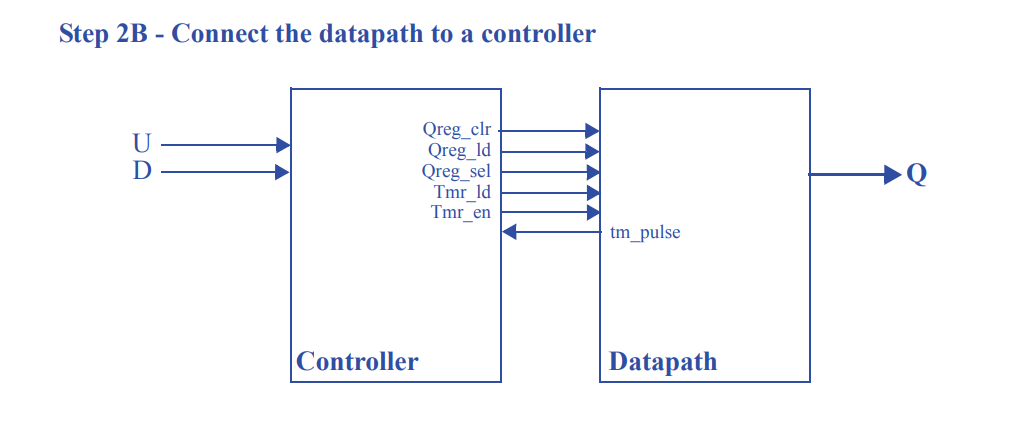 Step 2B - Connect the datapath to a controller
U
D
Qreg_clr
Qreg_ld
Qreg_sel
Tmr_ld
Tmr_en
tm_pulse
Q
Controller
Datapath